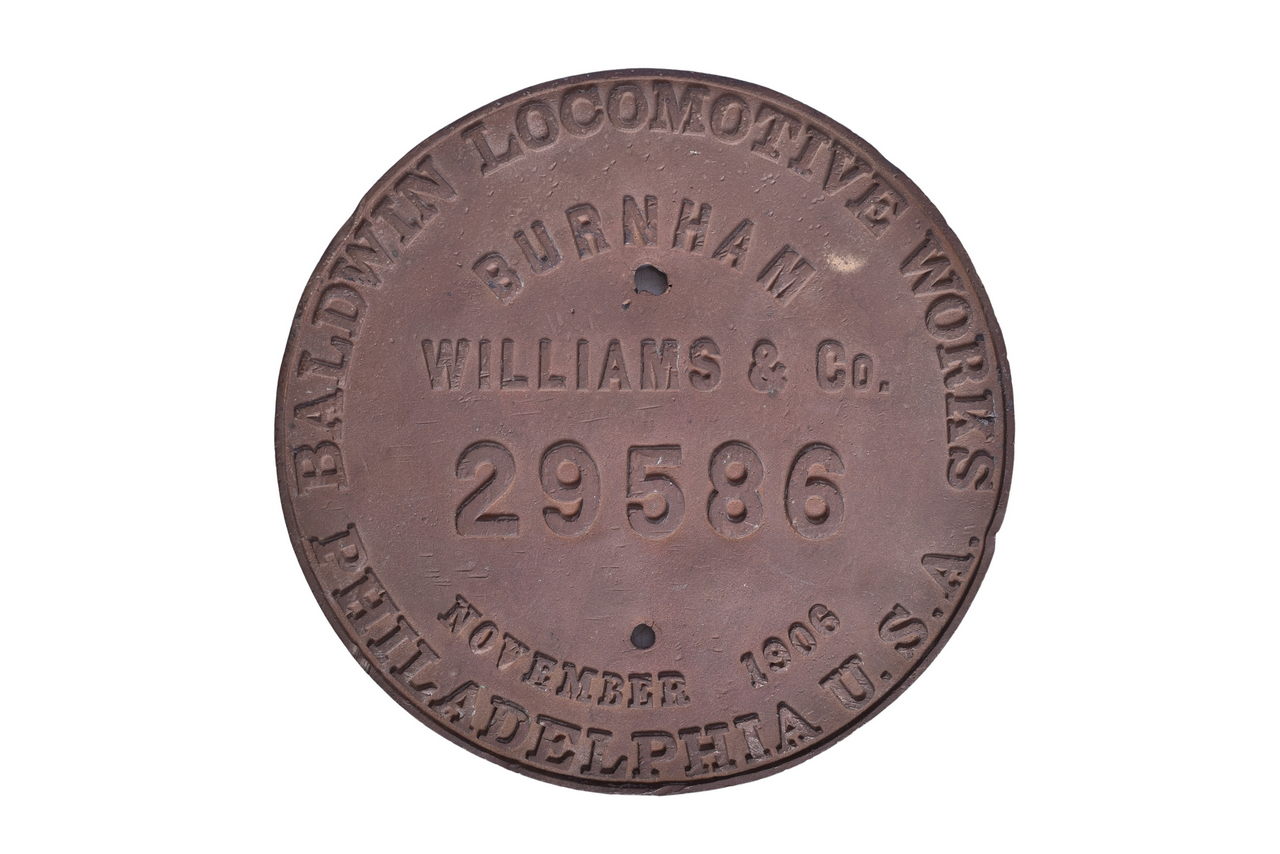 BALDWIN LOCOMOTIVE WORKS
BURNHAM
WILLIAMS & Co.
29586
NOVEMBER 1906
PHILADELPHIA U.S.A.